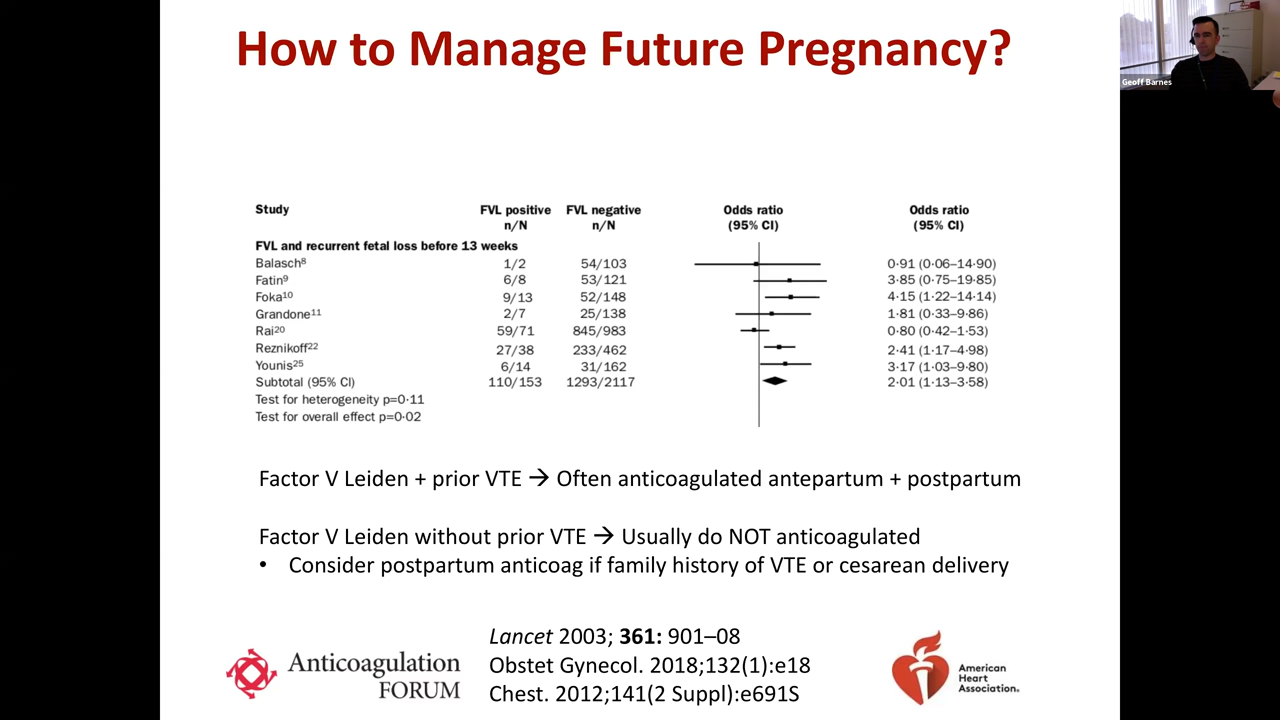 How to Manage Future Pregnancy?
Geoff Barnes
Study FVL positive FVL negative Odds ratio Odds ratio
n/N n/N (95% CI) (95% CI)
FVL and recurrent fetal loss before 13 weeks
Balasch⁸ 1/2 54/103 0·91 (0·06–14·90)
Fatin⁹ 6/8 53/121 3·85 (0·75–19·85)
Foka¹⁰ 9/13 52/148 4·15 (1·22–14·14)
Grandone¹¹ 2/7 25/138 1·81 (0·33–9·86)
Rai²⁰ 59/71 845/983 0·80 (0·42–1·53)
Reznikoff²² 27/38 233/462 2·41 (1·17–4·98)
Younis²⁵ 6/14 31/162 3·17 (1·03–9·80)
Subtotal (95% CI) 110/153 1293/2117 2·01 (1·13–3·58)
Test for heterogeneity p=0·11
Test for overall effect p=0·02
Factor V Leiden + prior VTE → Often anticoagulated antepartum + postpartum
Factor V Leiden without prior VTE → Usually do NOT anticoagulated
• Consider postpartum anticoag if family history of VTE or cesarean delivery
Lancet 2003; 361: 901–08
Obstet Gynecol. 2018;132(1):e18
Chest. 2012;141(2 Suppl):e691S
Anticoagulation
FORUM
American
Heart
Association®